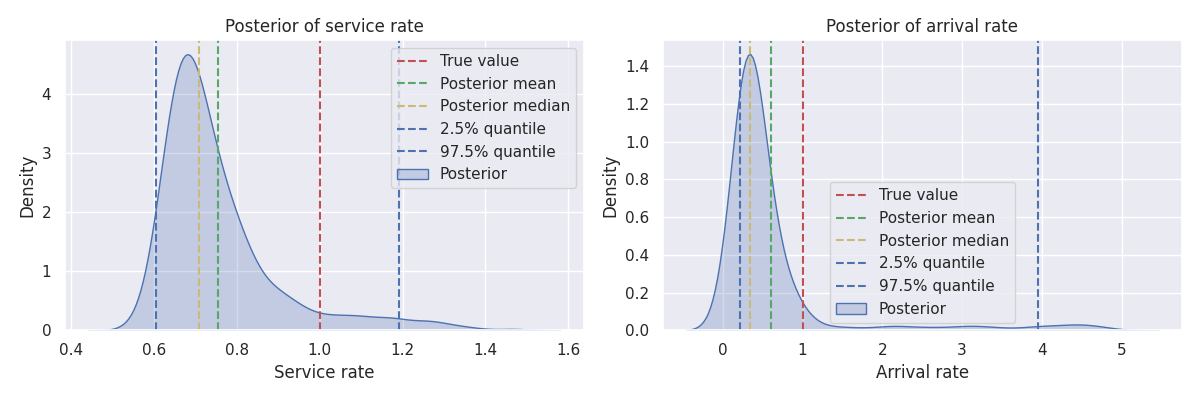 Posterior of service rate
Density
4
3
2
1
0
0.4 0.6 0.8 1.0 1.2 1.4 1.6
Service rate
True value
Posterior mean
Posterior median
2.5% quantile
97.5% quantile
Posterior
Posterior of arrival rate
Density
1.4
1.2
1.0
0.8
0.6
0.4
0.2
0.0
0 1 2 3 4 5
Arrival rate
True value
Posterior mean
Posterior median
2.5% quantile
97.5% quantile
Posterior